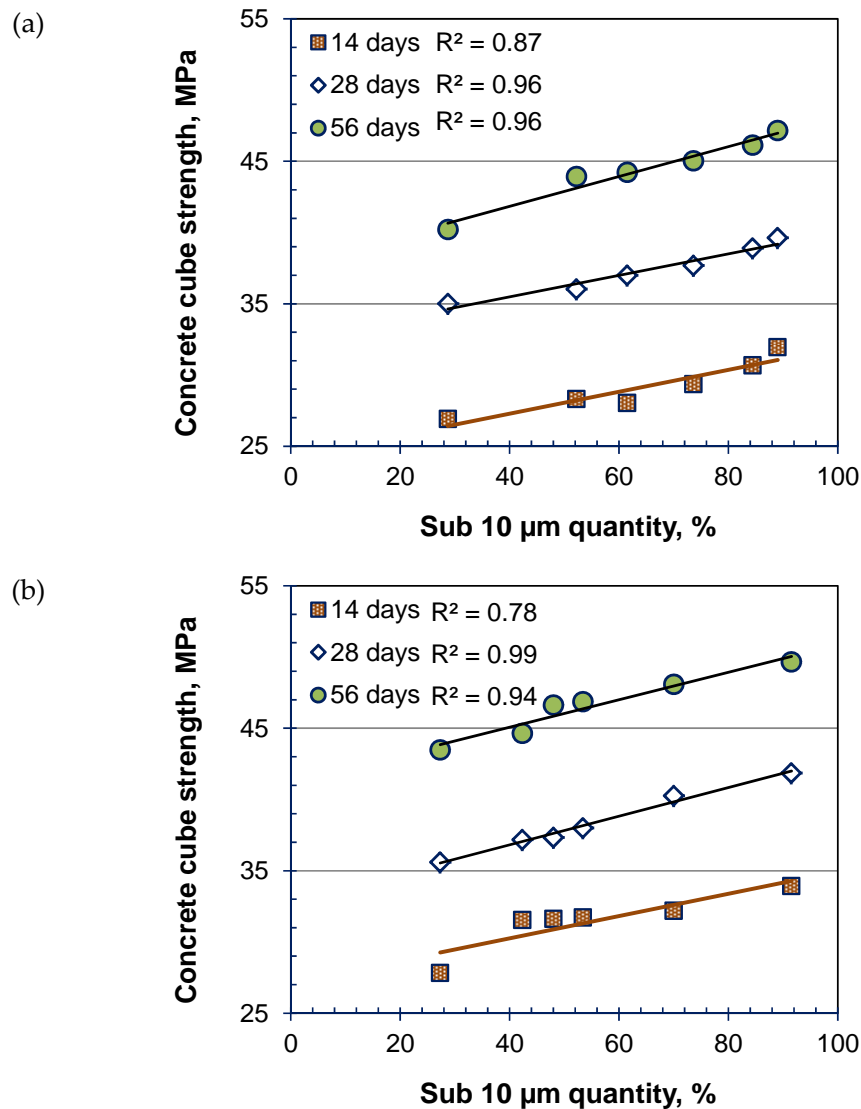 (a)
Concrete cube strength, MPa
55
45
35
25
14 days R² = 0.87
28 days R² = 0.96
56 days R² = 0.96
0 20 40 60 80 100
Sub 10 µm quantity, %
(b)
Concrete cube strength, MPa
55
45
35
25
14 days R² = 0.78
28 days R² = 0.99
56 days R² = 0.94
0 20 40 60 80 100
Sub 10 µm quantity, %